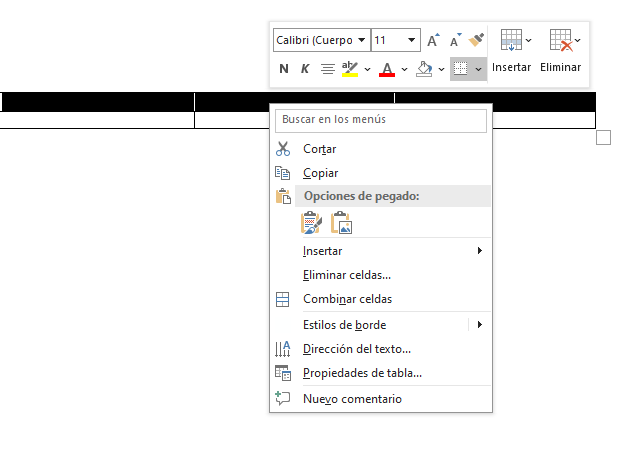 Calibri (Cuerpo 11 A A
Insertar Eliminar
N K ab A
Buscar en los menús
Cortar
Copiar
Opciones de pegado:
Insertar
Eliminar celdas...
Combinar celdas
Estilos de borde
Dirección del texto...
Propiedades de tabla...
Nuevo comentario